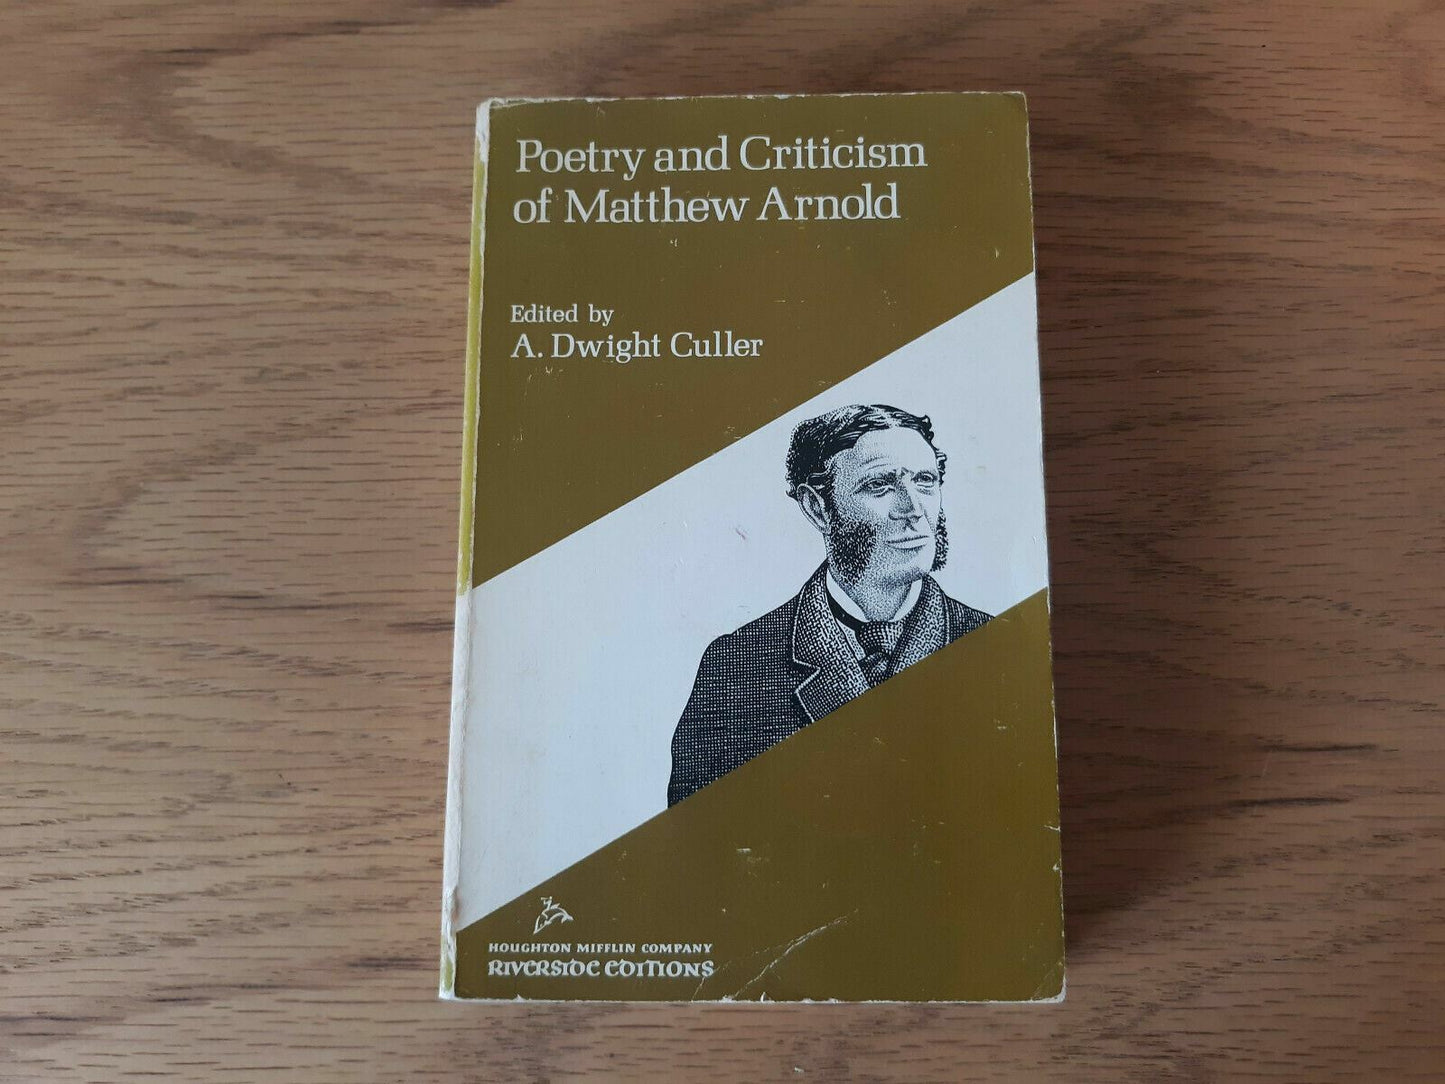 Poetry and Criticism
of Matthew Arnold
Edited by
A. Dwight Culler
HOUGHTON MIFFLIN COMPANY
RIVERSIDE EDITIONS